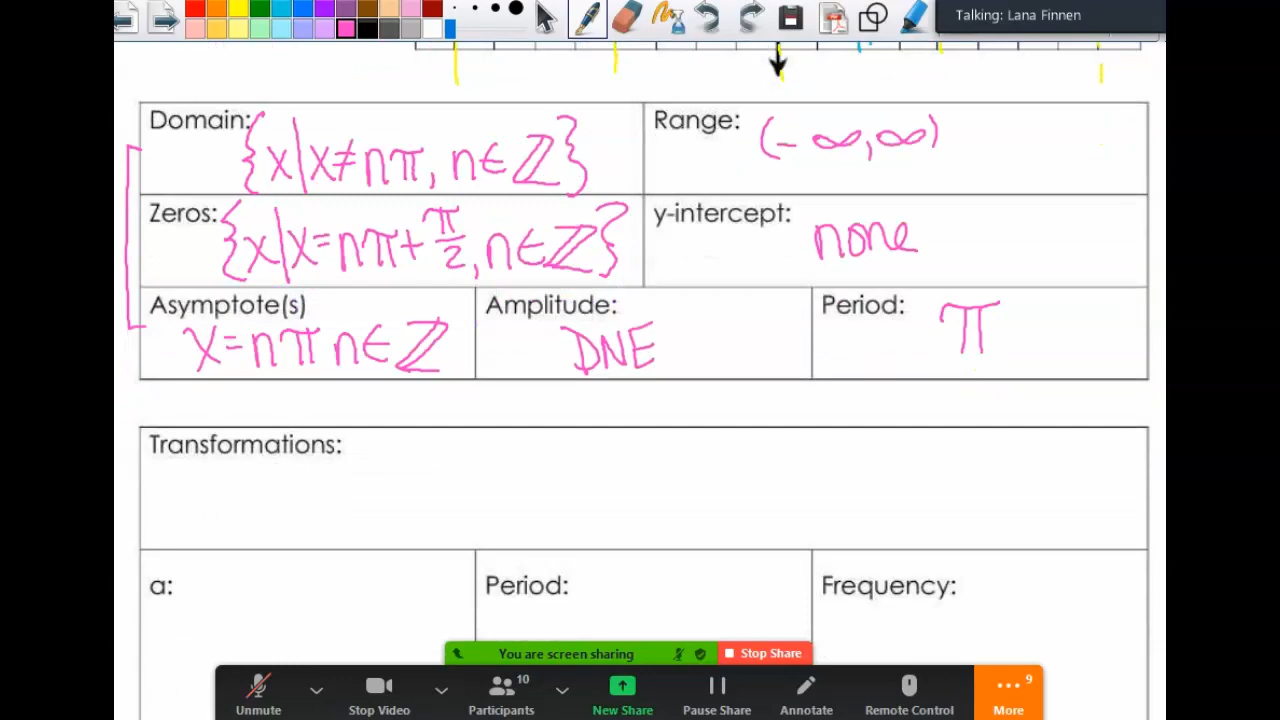 Talking: Lana Finnen
Domain: {x|x≠nπ, n∈ℤ}
Range: (-∞,∞)
Zeros: {x|x=nπ+π/2, n∈ℤ}
y-intercept: none
Asymptote(s)
x=nπ n∈ℤ
Amplitude:
DNE
Period: π
Transformations:
a:
Period:
Frequency:
You are screen sharing
Stop Share
Unmute
Stop Video
10
Participants
New Share
Pause Share
Annotate
Remote Control
9
More